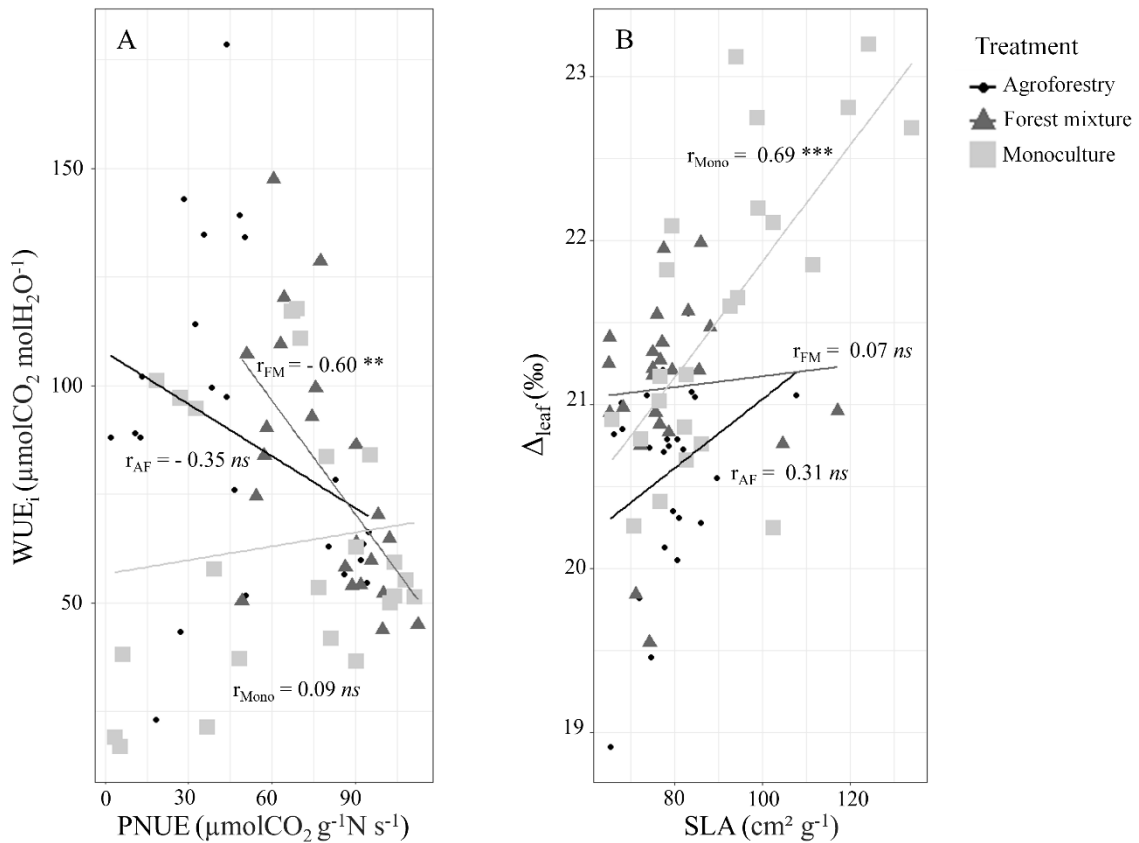 A
B
Treatment
Agroforestry
Forest mixture
Monoculture
WUEi (µmolCO2 molH2O-1)
150
100
50
0
30
60
90
PNUE (µmolCO2 g-1N s-1)
rFM = - 0.60 **
rAF = - 0.35 ns
rMono = 0.09 ns
Δleaf (‰)
23
22
21
20
19
80
100
120
SLA (cm² g-1)
rMono = 0.69 ***
rFM = 0.07 ns
rAF = 0.31 ns